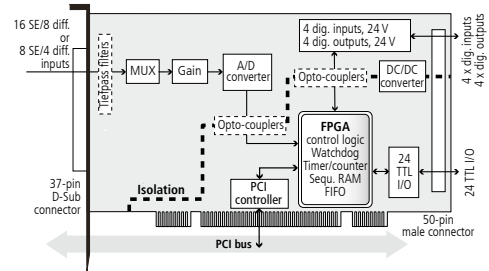 16 SE/8 diff.
or
8 SE/4 diff.
inputs
TieTpass filters
MUX
Gain
A/D
converter
4 dig. inputs, 24 V
4 dig. outputs, 24 V
Opto-couplers
DC/DC
converter
4 x dig. inputs
4 x dig. outputs
Opto-couplers
FPGA
control logic
Watchdog
Timer/counter
Sequ. RAM
FIFO
24
TTL
I/O
24 TTL I/O
37-pin
D-Sub
connector
Isolation
PCI
controller
50-pin
male connector
PCI bus